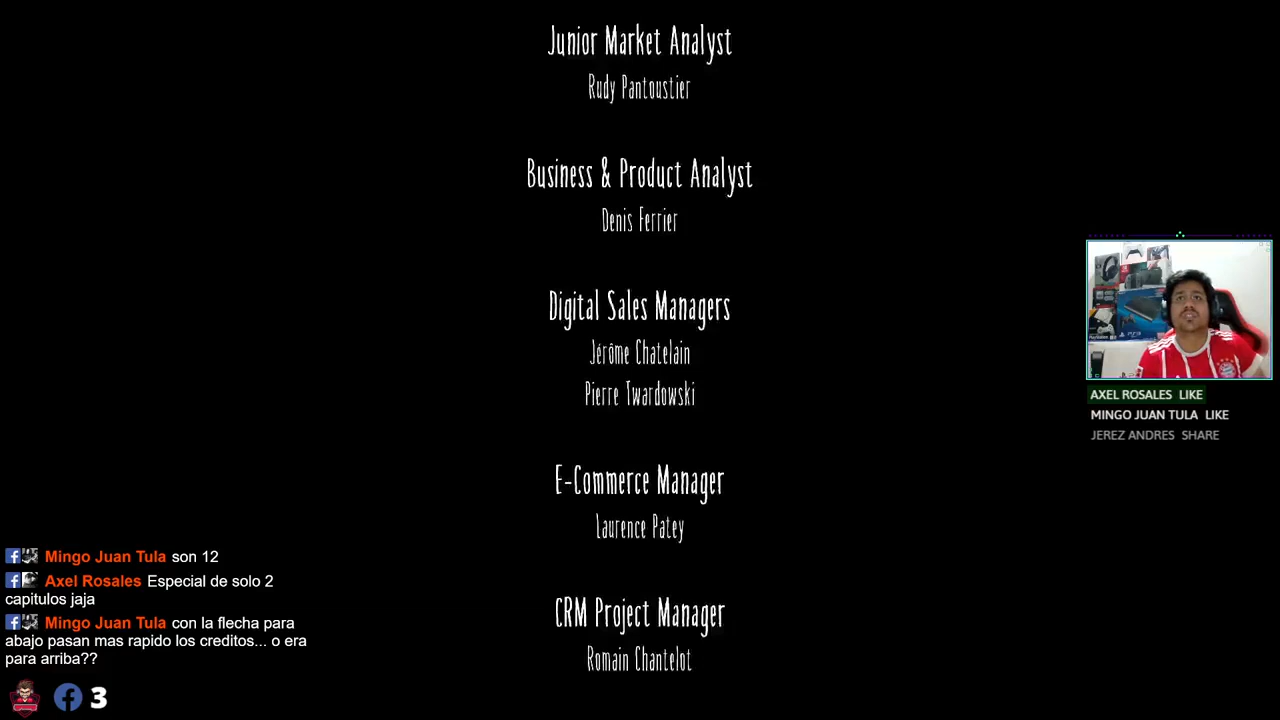 Junior Market Analyst
Rudy Pantoustier
Business & Product Analyst
Denis Ferrier
Digital Sales Managers
Jérôme Chatelain
Pierre Twardowski
E-Commerce Manager
Laurence Patey
CRM Project Manager
Romain Chantelot
AXEL ROSALES LIKE
MINGO JUAN TULA LIKE
JEREZ ANDRES SHARE
Mingo Juan Tula son 12
Axel Rosales Especial de solo 2
capitulos jaja
Mingo Juan Tula con la flecha para
abajo pasan mas rapido los creditos... o era
para arriba??
3